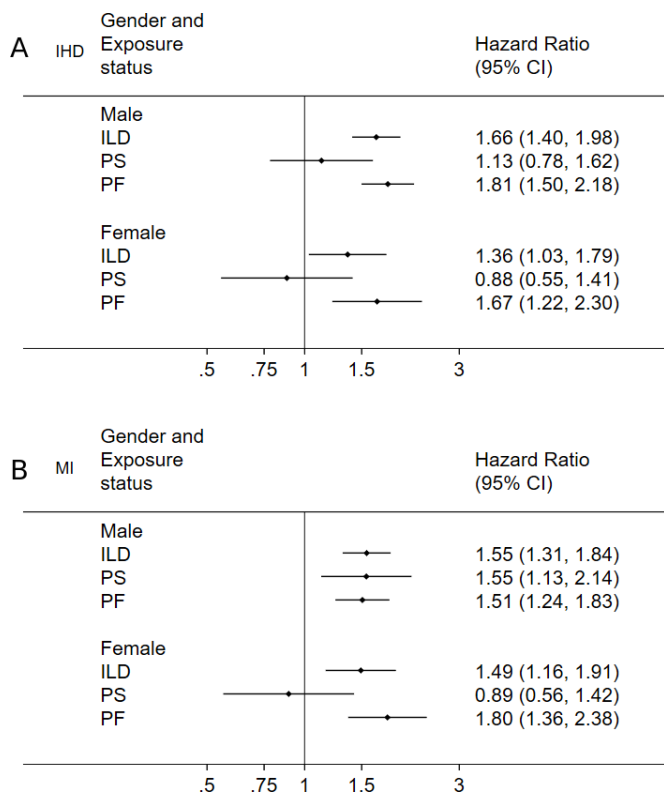 A IHD
Gender and
Exposure
status
Hazard Ratio
(95% CI)
Male
ILD 1.66 (1.40, 1.98)
PS 1.13 (0.78, 1.62)
PF 1.81 (1.50, 2.18)
Female
ILD 1.36 (1.03, 1.79)
PS 0.88 (0.55, 1.41)
PF 1.67 (1.22, 2.30)
.5 .75 1 1.5 3
B MI
Gender and
Exposure
status
Hazard Ratio
(95% CI)
Male
ILD 1.55 (1.31, 1.84)
PS 1.55 (1.13, 2.14)
PF 1.51 (1.24, 1.83)
Female
ILD 1.49 (1.16, 1.91)
PS 0.89 (0.56, 1.42)
PF 1.80 (1.36, 2.38)
.5 .75 1 1.5 3